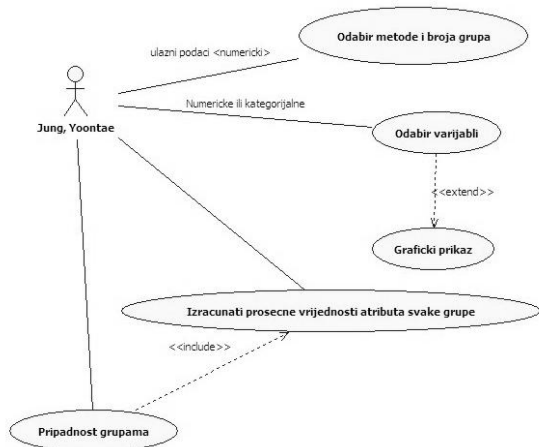 Odabir metode i broja grupa
ulazni podaci <numericki>
Jung, Yoontae
Numericke ili kategorijalne
Odabir varijabli
<<extend>>
Graficki prikaz
Izracunati prosecne vrijednosti atributa svake grupe
<<include>>
Pripadnost grupama